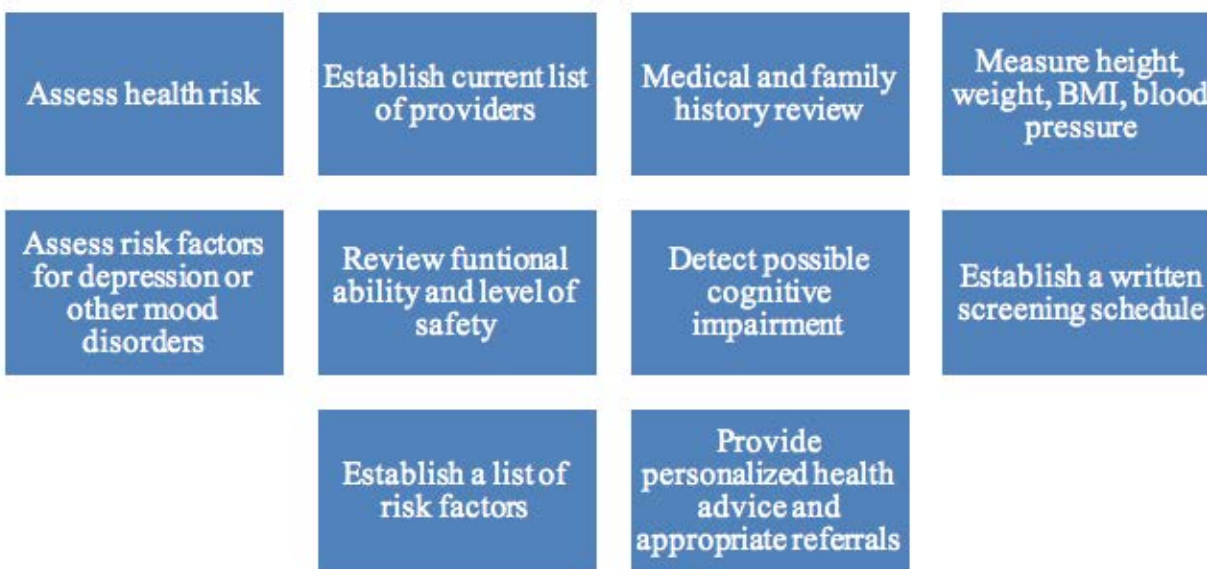 Assess health risk
Establish current list
of providers
Medical and family
history review
Measure height,
weight, BMI, blood
pressure
Assess risk factors
for depression or
other mood
disorders
Review funtional
ability and level of
safety
Detect possible
cognitive
impairment
Establish a written
screening schedule
Establish a list of
risk factors
Provide
personalized health
advice and
appropriate referrals